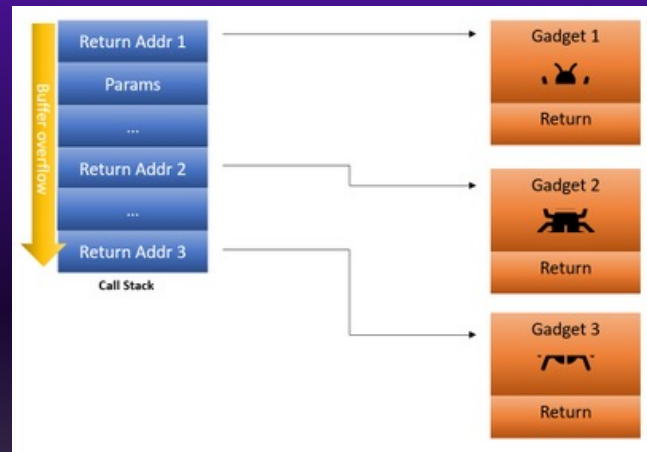 Buffer overflow
Return Addr 1
Params
...
Return Addr 2
...
Return Addr 3
Call Stack
Gadget 1
Return
Gadget 2
Return
Gadget 3
Return